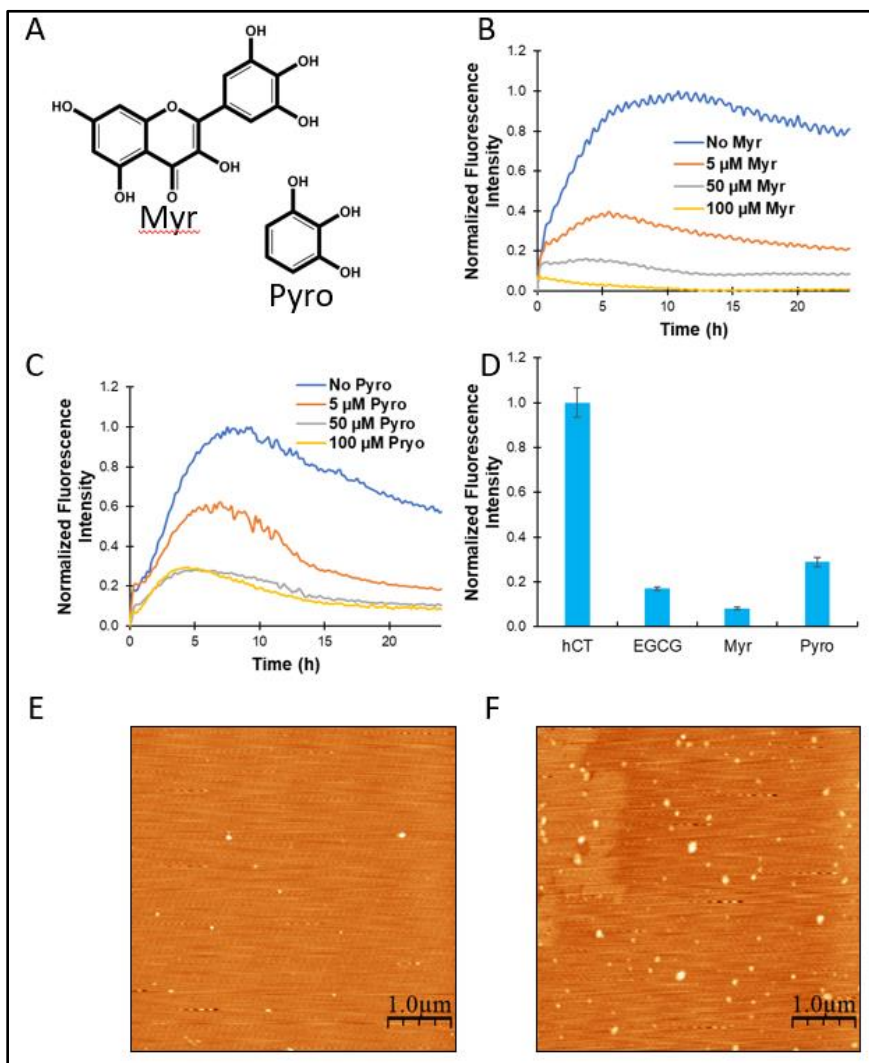 A
OH
OH
OH
HO
O
OH
OH
O
Myr
OH
OH
OH
Pyro
B
Normalized Fluorescence
Intensity
1.2
1.0
0.8
0.6
0.4
0.2
0.0
No Myr
5 µM Myr
50 µM Myr
100 µM Myr
0 5 10 15 20
Time (h)
C
Normalized Fluorescence
Intensity
1.2
1.0
0.8
0.6
0.4
0.2
0.0
No Pyro
5 µM Pyro
50 µM Pyro
100 µM Pryo
0 5 10 15 20
Time (h)
D
Normalized Fluorescence
Intensity
1.2
1.0
0.8
0.6
0.4
0.2
0.0
hCT EGCG Myr Pyro
E
1.0µm
F
1.0µm